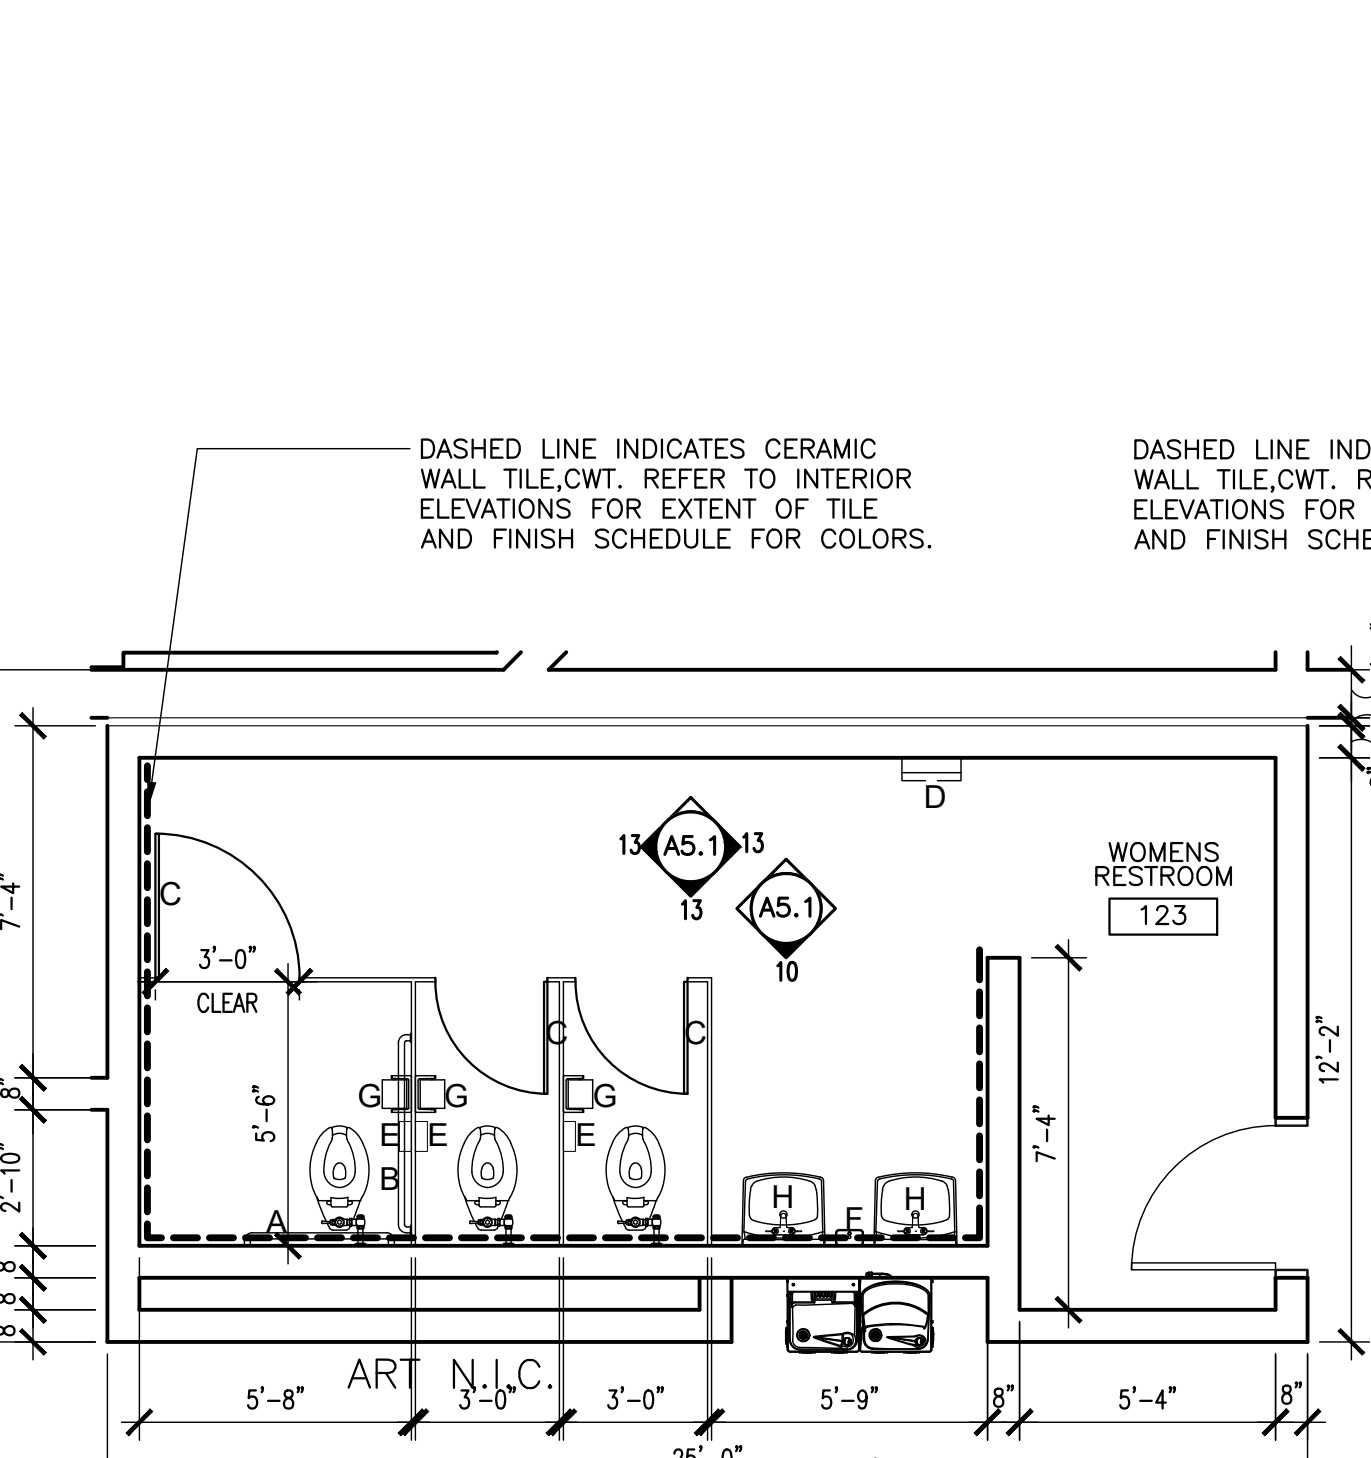 DASHED LINE INDICATES CERAMIC
WALL TILE,CWT. REFER TO INTERIOR
ELEVATIONS FOR EXTENT OF TILE
AND FINISH SCHEDULE FOR COLORS.
DASHED LINE IND
WALL TILE,CWT. R
ELEVATIONS FOR
AND FINISH SCHE
D
13 A5.1 13
13
A5.1
10
WOMENS
RESTROOM
123
C
7'-4"
3'-0"
CLEAR
C
C
12'-2"
8"
G
G
G
5'-6"
E
E
E
7'-4"
B
2'-10"
H
H
A
F
8
8
8
ART N.I.C.
5'-8"
3'-0"
3'-0"
5'-9"
8"
5'-4"
8"
25'-0"